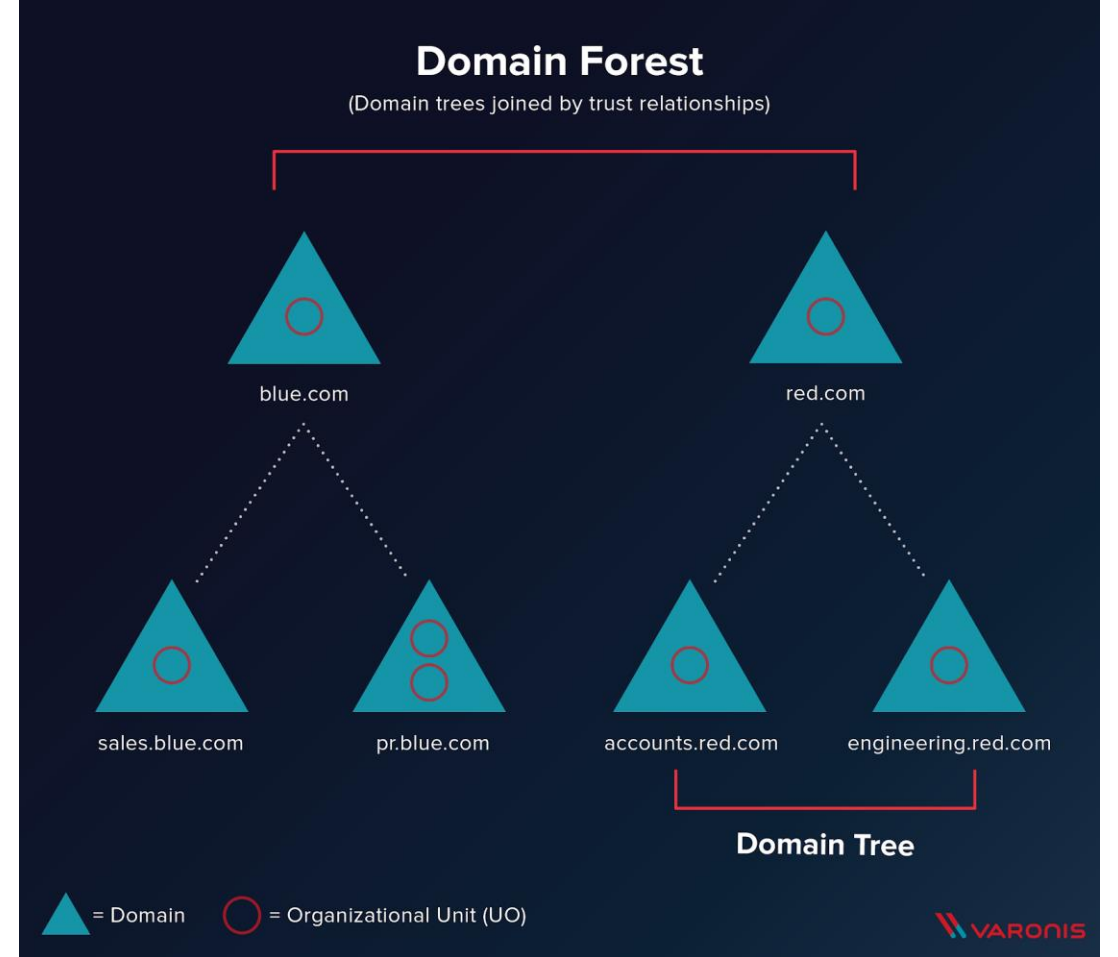 Domain Forest
(Domain trees joined by trust relationships)
blue.com
red.com
sales.blue.com
pr.blue.com
accounts.red.com
engineering.red.com
Domain Tree
= Domain
= Organizational Unit (UO)
VARONIS